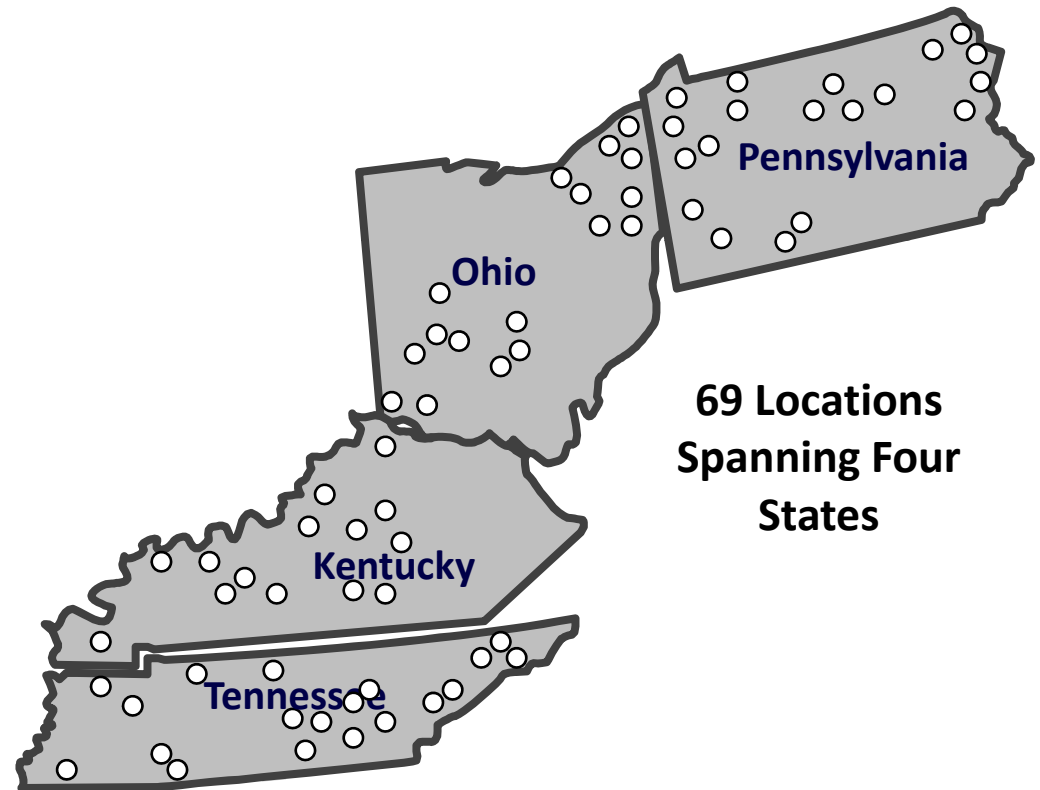 Pennsylvania
Ohio
69 Locations
Spanning Four
States
Kentucky
Tennessee